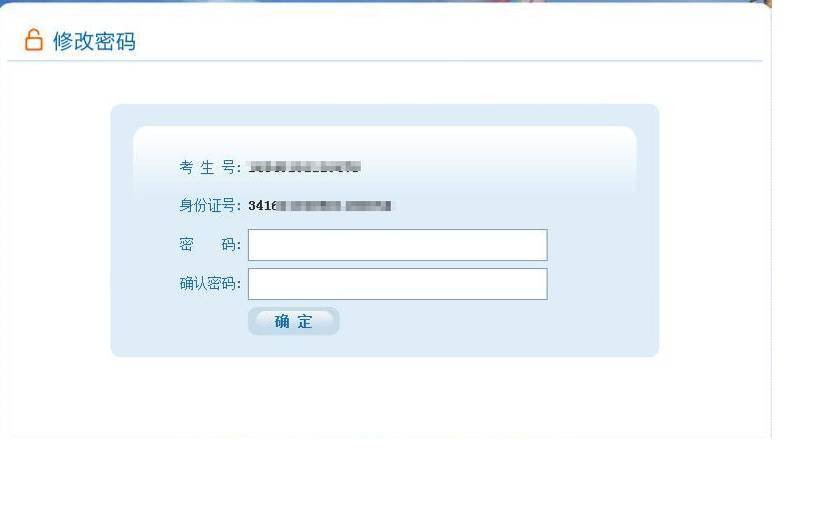 修改密码
考 生 号:
身份证号: 3416
密 码:
确认密码:
确 定